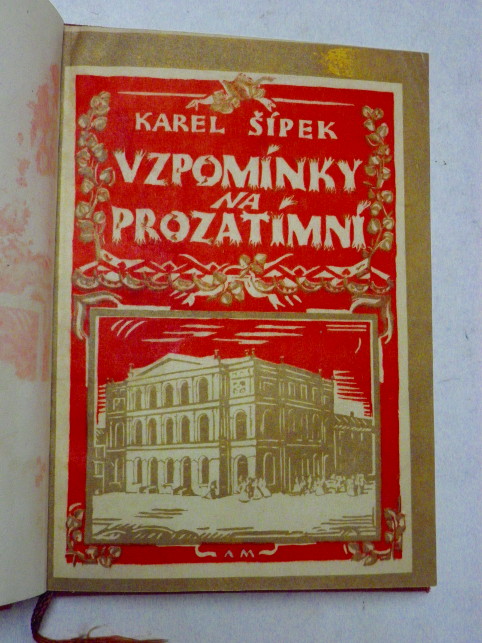 KAREL ŠÍPEK
VZPOMÍNKY
NA
PROZATÍMNÍ
AM